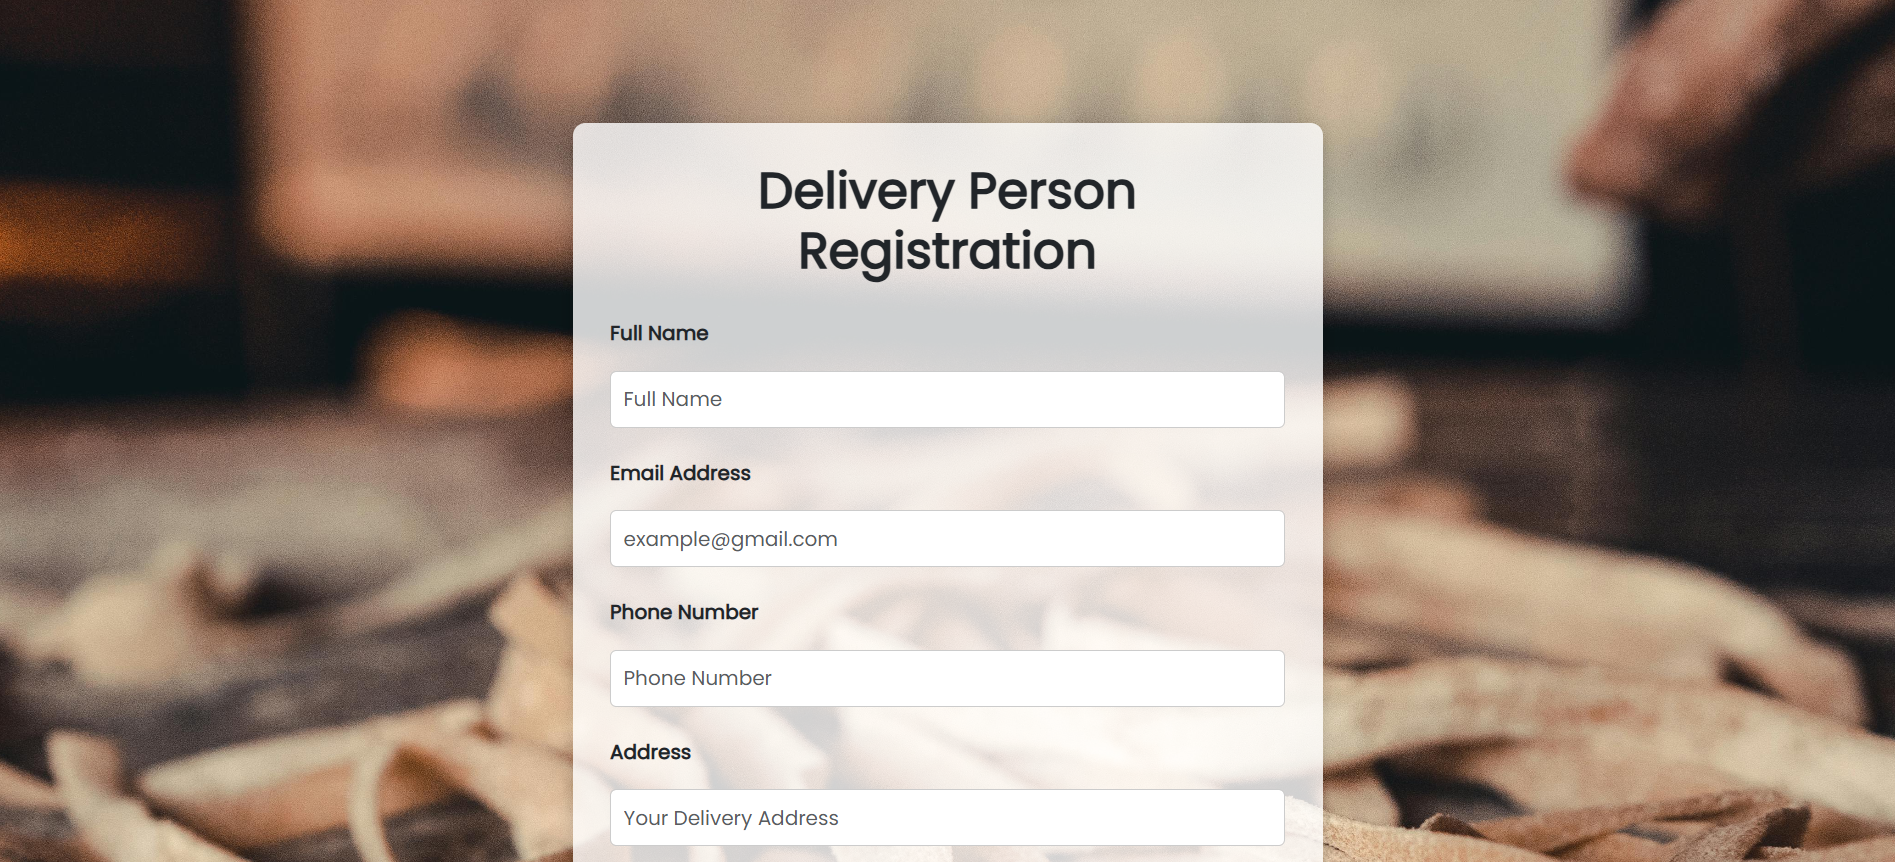 Delivery Person
Registration
Full Name
Full Name
Email Address
example@gmail.com
Phone Number
Phone Number
Address
Your Delivery Address